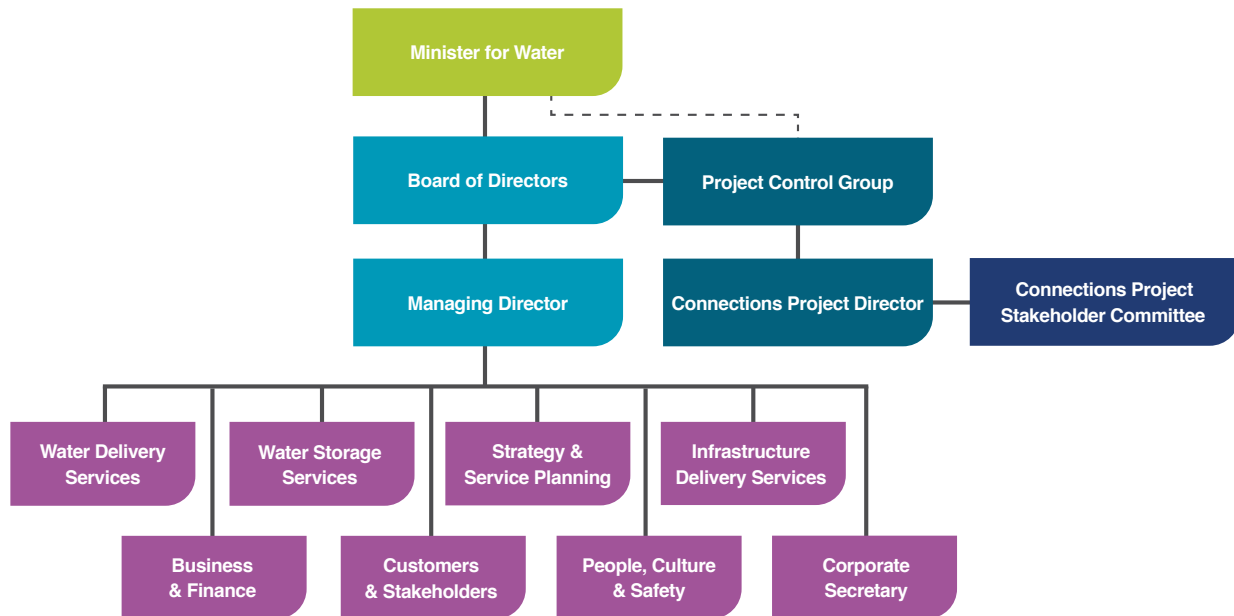 Minister for Water
Board of Directors
Project Control Group
Managing Director
Connections Project Director
Connections Project
Stakeholder Committee
Water Delivery
Services
Water Storage
Services
Strategy &
Service Planning
Infrastructure
Delivery Services
Business
& Finance
Customers
& Stakeholders
People, Culture
& Safety
Corporate
Secretary